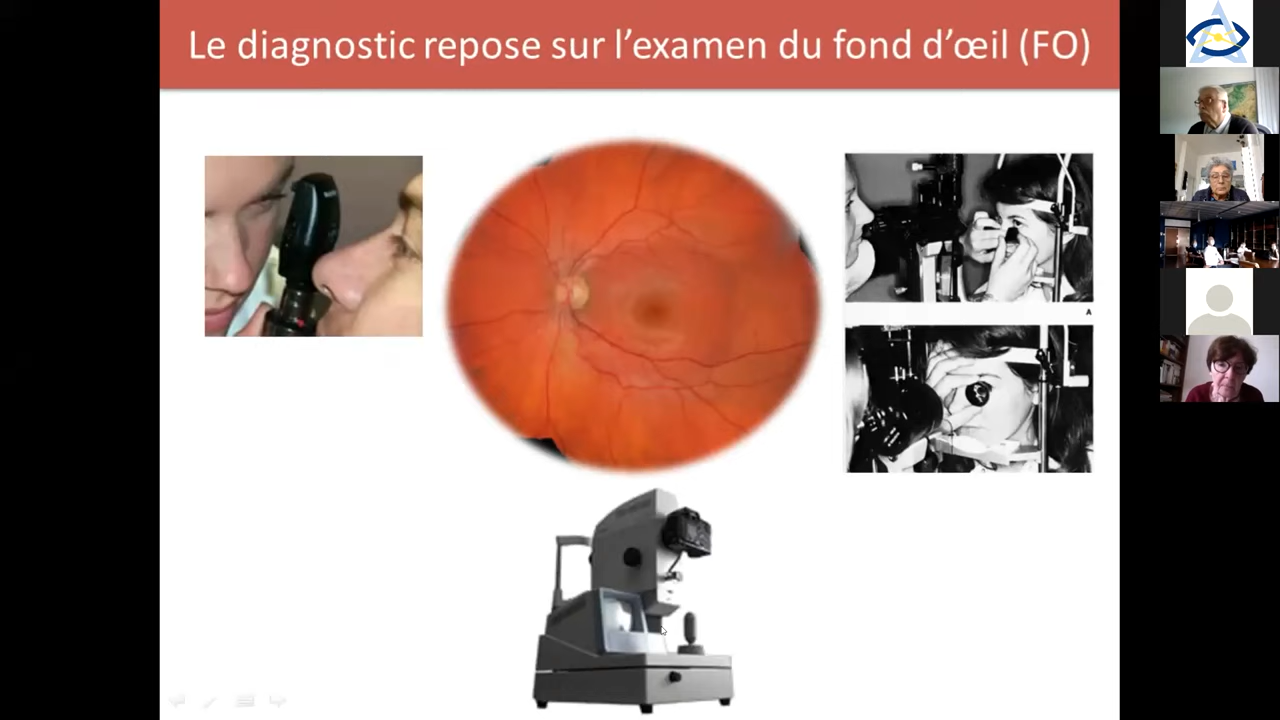 Le diagnostic repose sur l’examen du fond d’œil (FO)
A